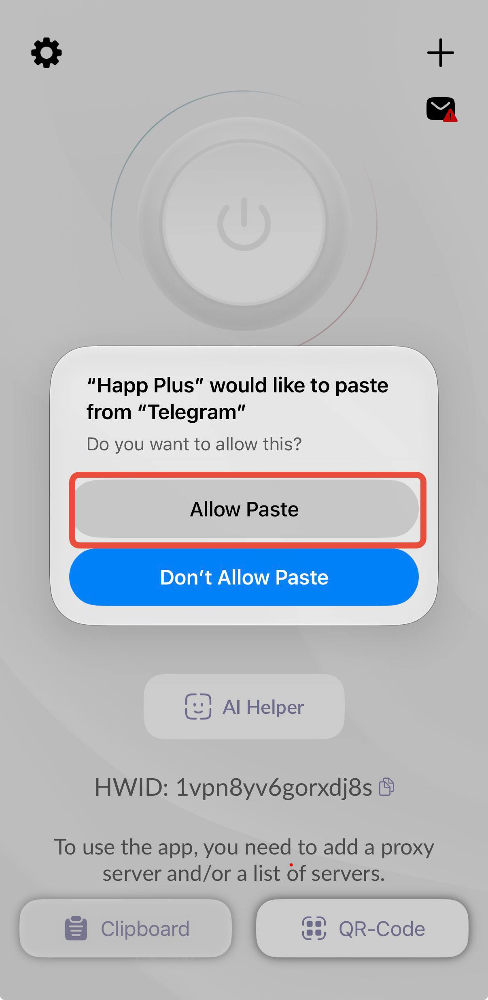 “Happ Plus” would like to paste
from “Telegram”
Do you want to allow this?
Allow Paste
Don’t Allow Paste
AI Helper
HWID: 1vpn8yv6gorxdj8s
To use the app, you need to add a proxy
server and/or a list of servers.
Clipboard
QR-Code